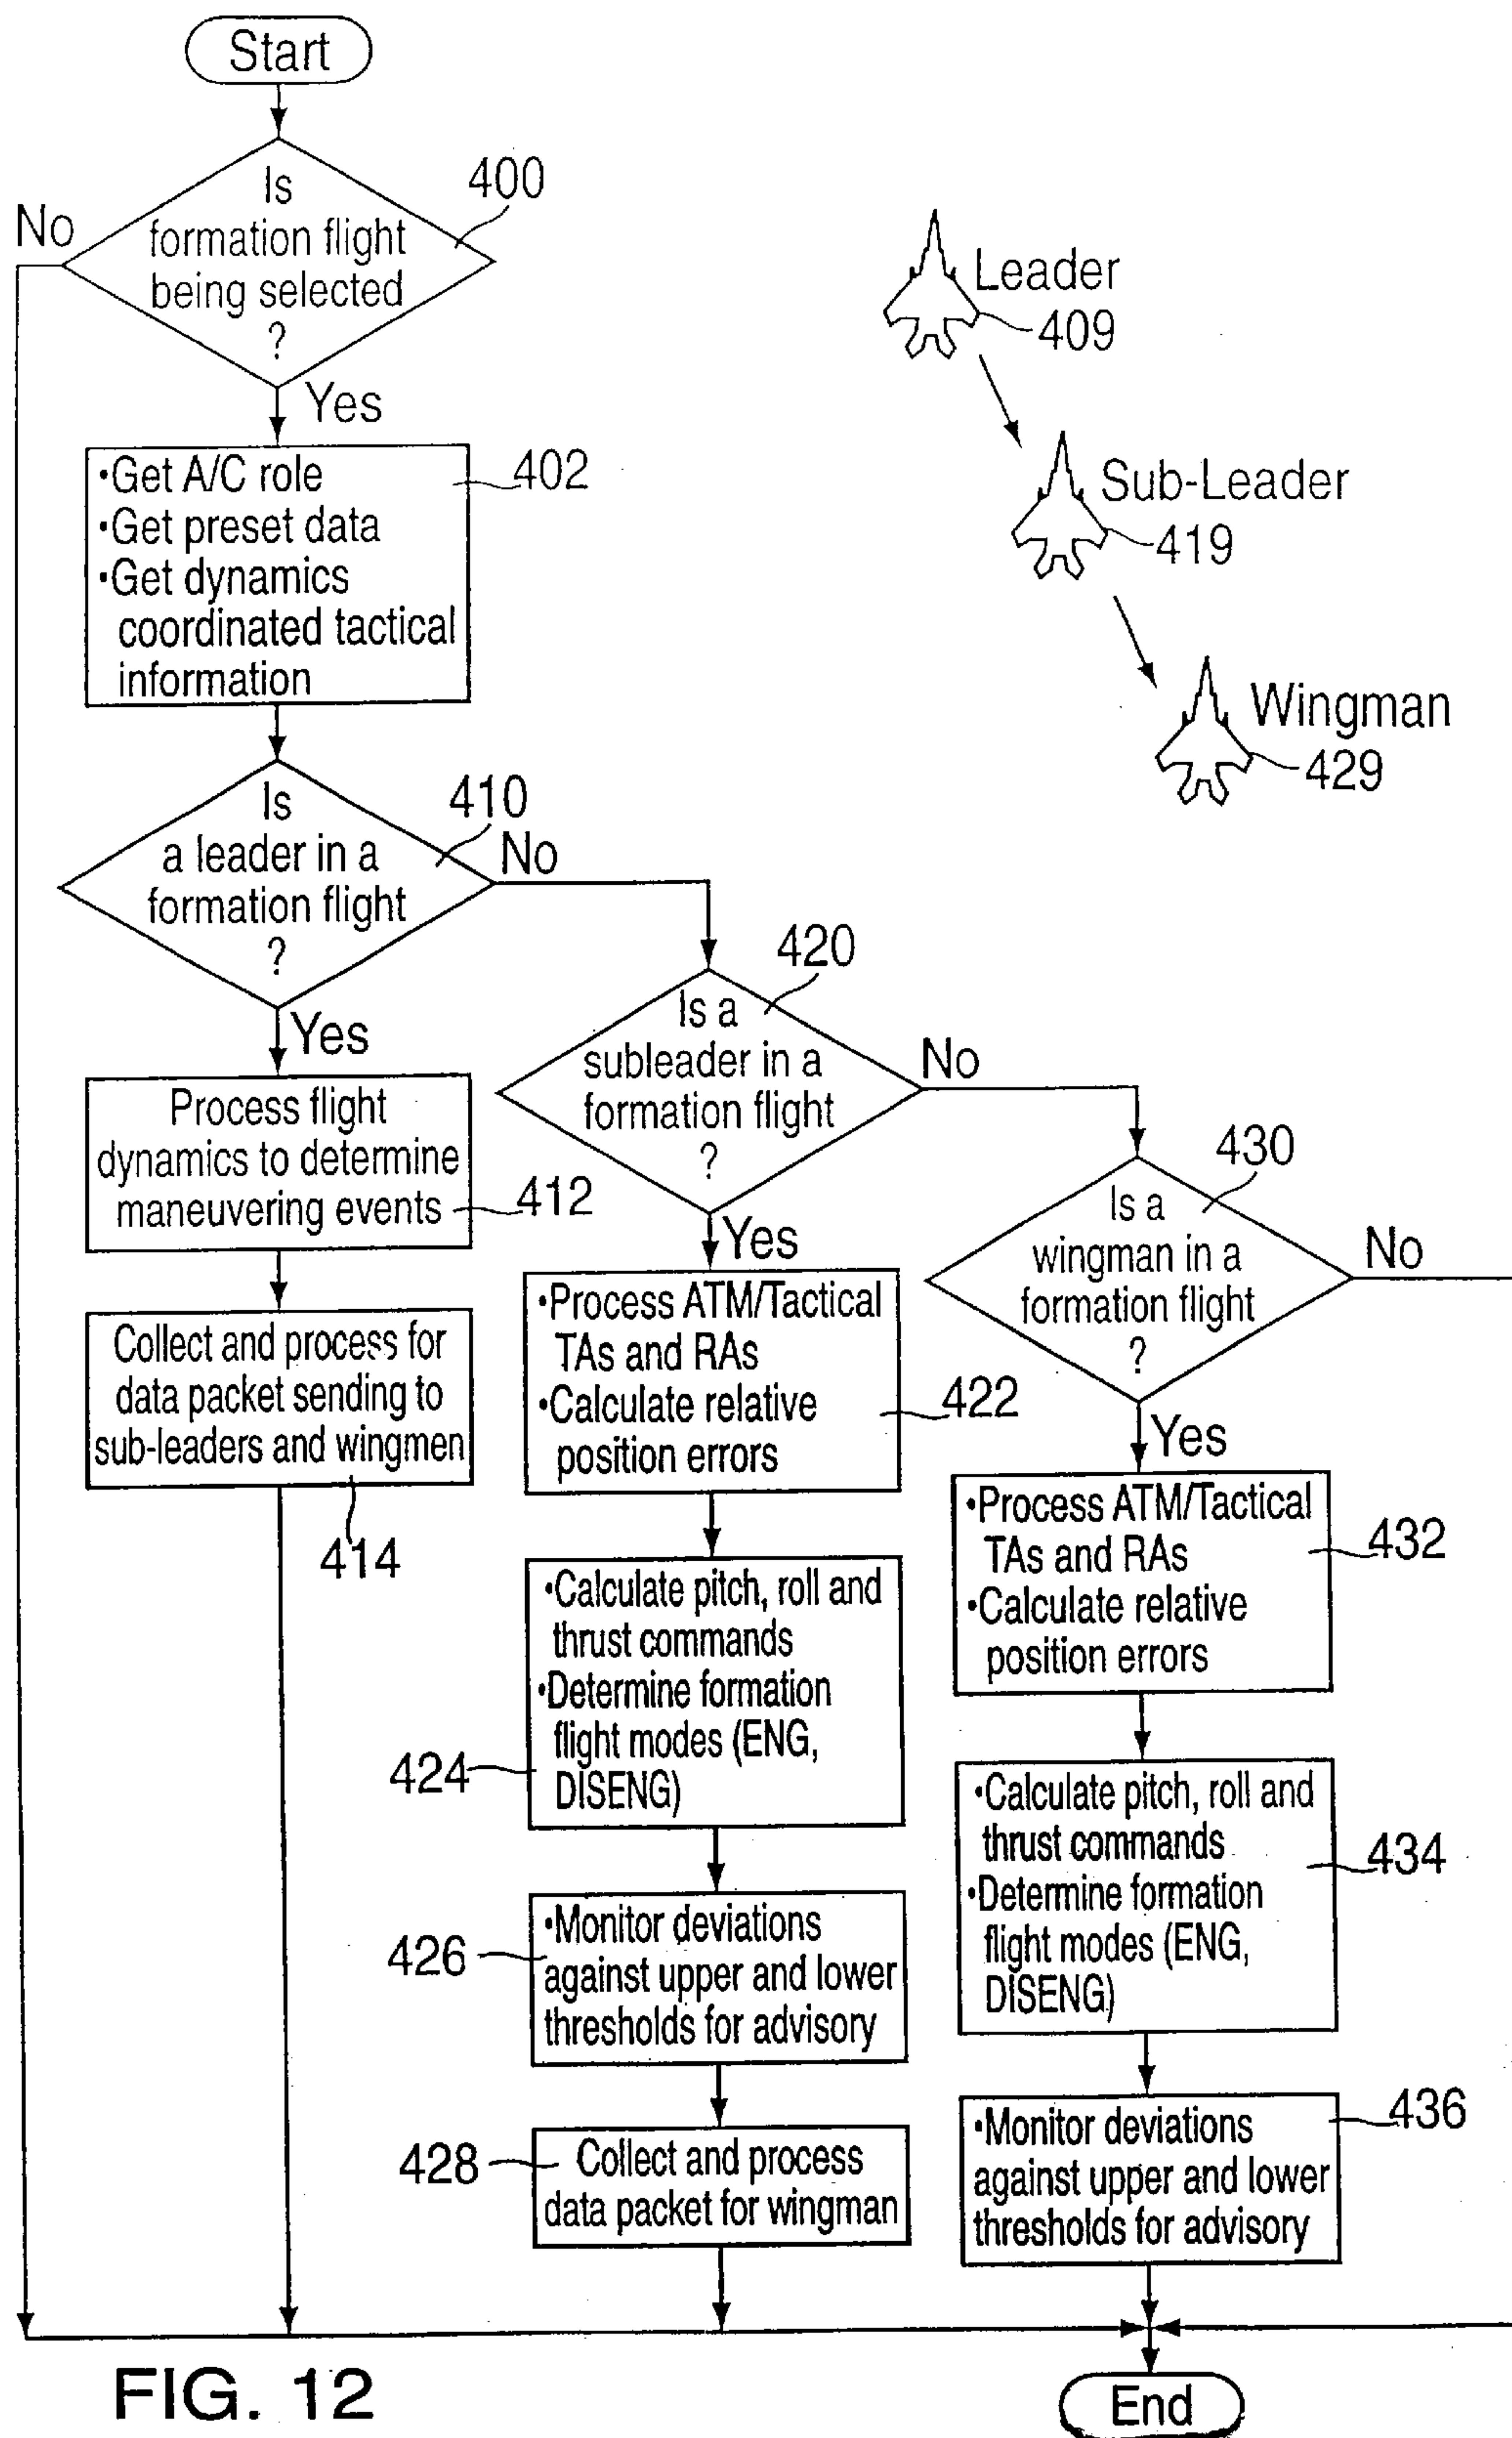 Start
Is
formation flight
being selected
?
400
No
Yes
•Get A/C role
•Get preset data
•Get dynamics
coordinated tactical
information
402
Leader
409
Sub-Leader
419
Wingman
429
Is
a leader in a
formation flight
?
410
No
Yes
Process flight
dynamics to determine
maneuvering events
412
Collect and process for
data packet sending to
sub-leaders and wingmen
414
Is a
subleader in a
formation flight
?
420
No
Yes
•Process ATM/Tactical
TAs and RAs
•Calculate relative
position errors
422
•Calculate pitch, roll and
thrust commands
•Determine formation
flight modes (ENG,
DISENG)
424
•Monitor deviations
against upper and lower
thresholds for advisory
426
Collect and process
data packet for wingman
428
Is a
wingman in a
formation flight
?
430
No
Yes
•Process ATM/Tactical
TAs and RAs
•Calculate relative
position errors
432
•Calculate pitch, roll and
thrust commands
•Determine formation
flight modes (ENG,
DISENG)
434
•Monitor deviations
against upper and lower
thresholds for advisory
436
End
FIG. 12